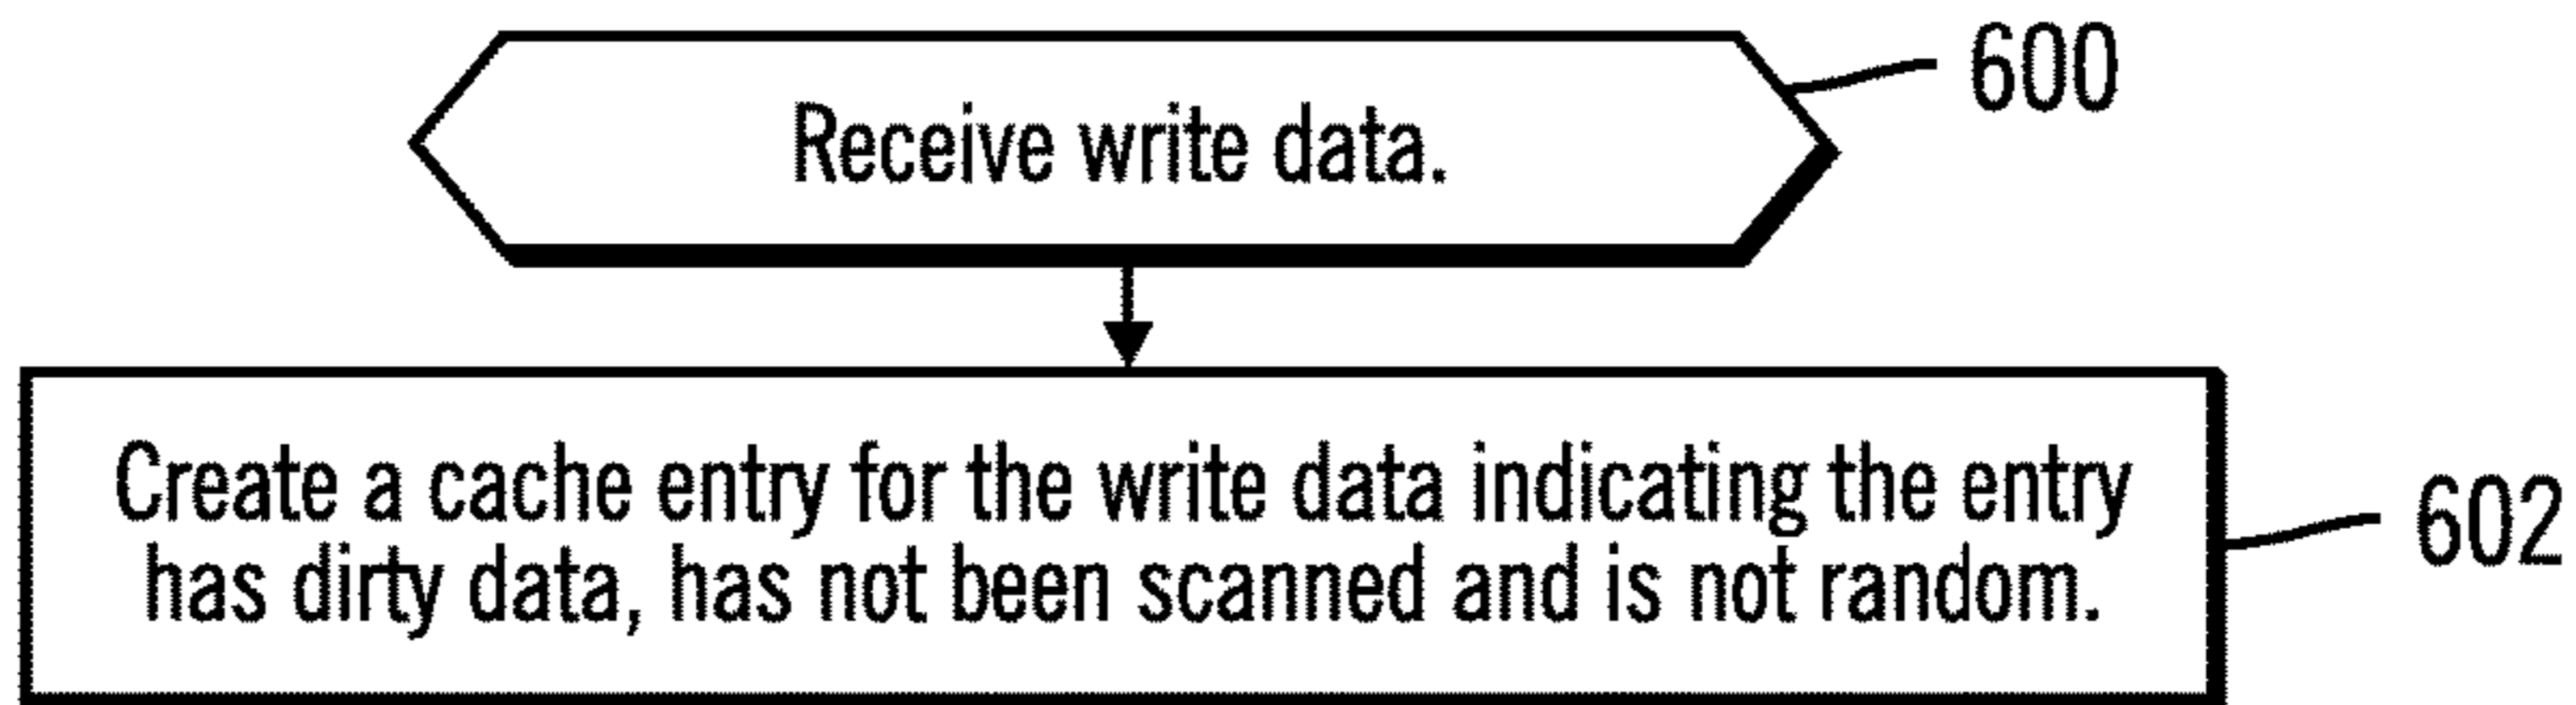 600
Receive write data.
Create a cache entry for the write data indicating the entry
has dirty data, has not been scanned and is not random.
602